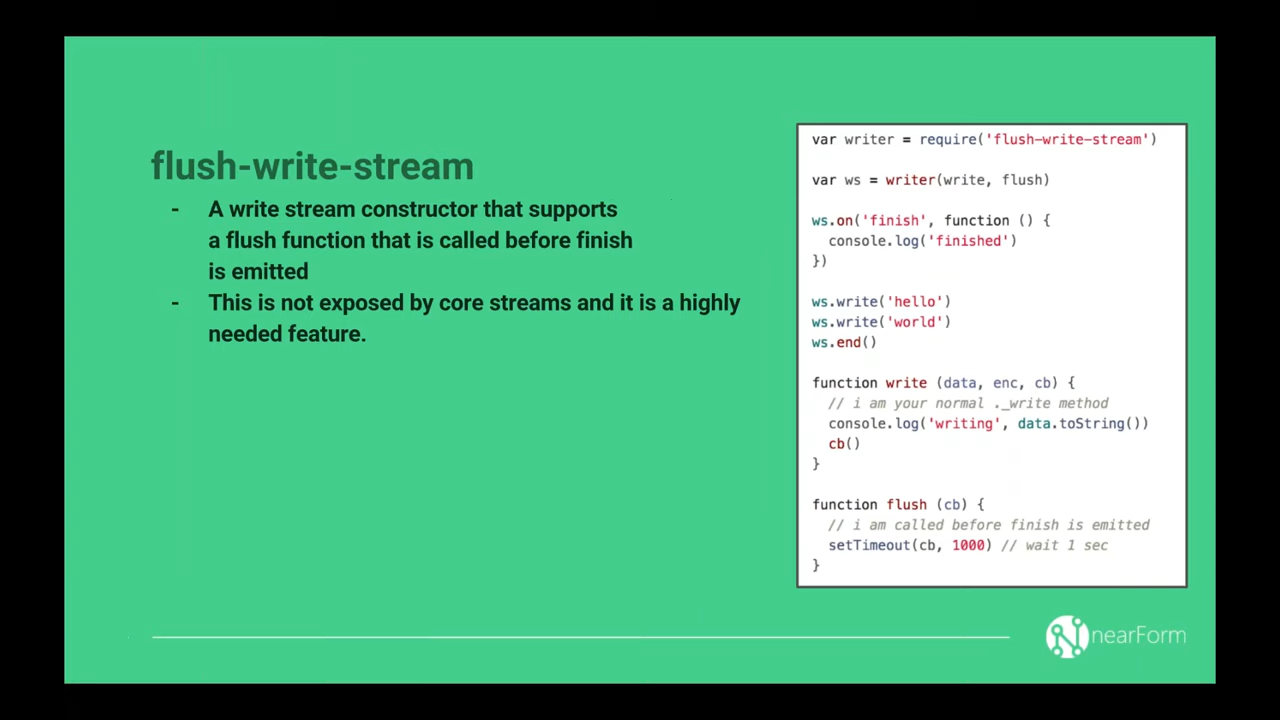 flush-write-stream
- A write stream constructor that supports
a flush function that is called before finish
is emitted
- This is not exposed by core streams and it is a highly
needed feature.
var writer = require('flush-write-stream')
var ws = writer(write, flush)
ws.on('finish', function () {
console.log('finished')
})
ws.write('hello')
ws.write('world')
ws.end()
function write (data, enc, cb) {
// i am your normal ._write method
console.log('writing', data.toString())
cb()
}
function flush (cb) {
// i am called before finish is emitted
setTimeout(cb, 1000) // wait 1 sec
}
nearForm